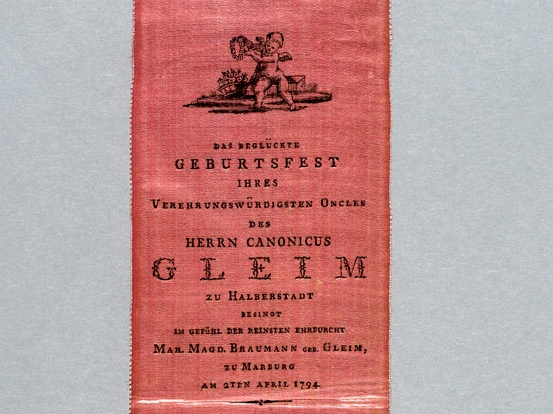 DAS BEGLÜCKTE
GEBURTSFEST
IHRES
VEREHRUNGSWÜRDIGSTEN ONCLES
DES
HERRN CANONICUS
GLEIM
ZU HALBERSTADT
BESINGT
IM GEFÜHL DER REINSTEN EHRFURCHT
MAR. MAGD. BRAUMANN GEB. GLEIM,
ZU MARBURG
AM 2TEN APRIL 1794.